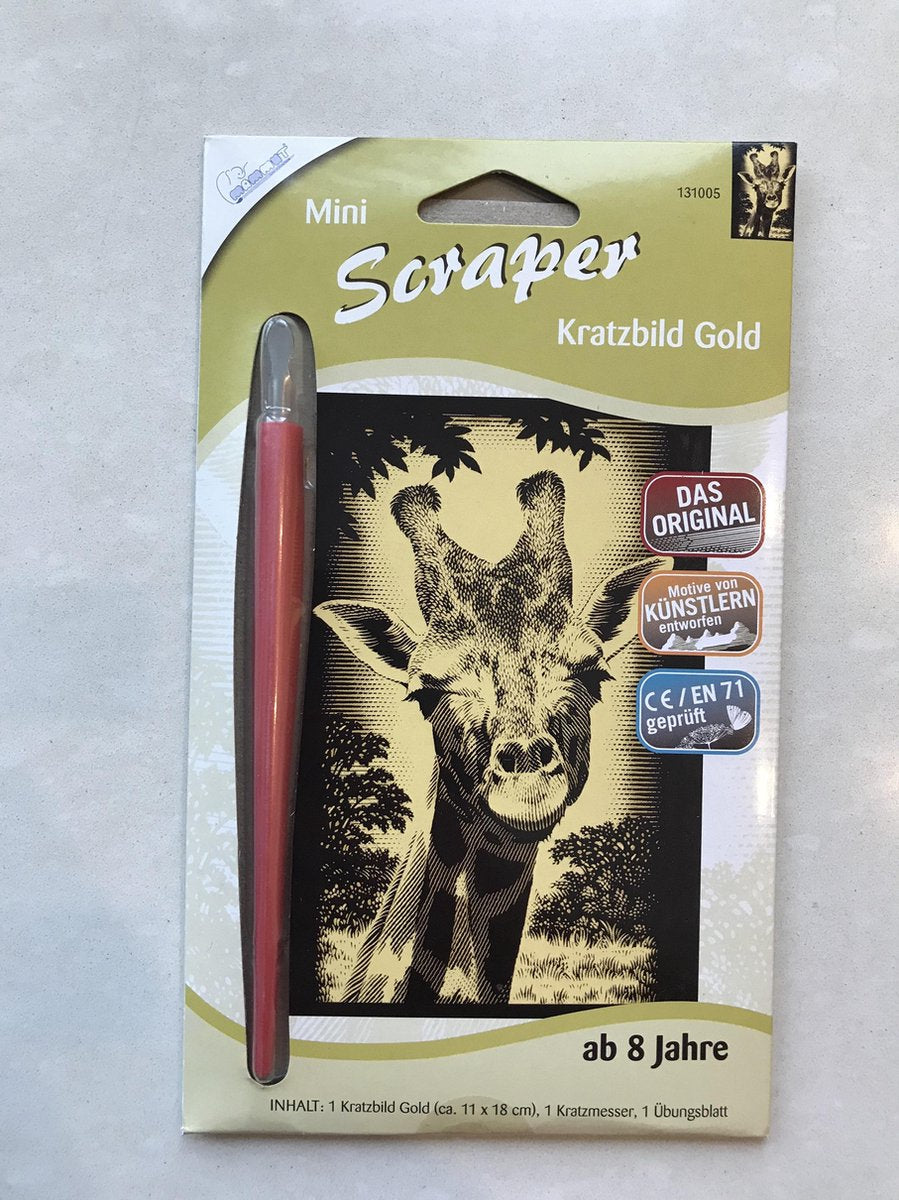 mammut
131005
Mini
Scraper
Kratzbild Gold
DAS
ORIGINAL
Motive von
KÜNSTLERN
entworfen
CE / EN 71
geprüft
ab 8 Jahre
INHALT: 1 Kratzbild Gold (ca. 11 x 18 cm), 1 Kratzmesser, 1 Übungsblatt